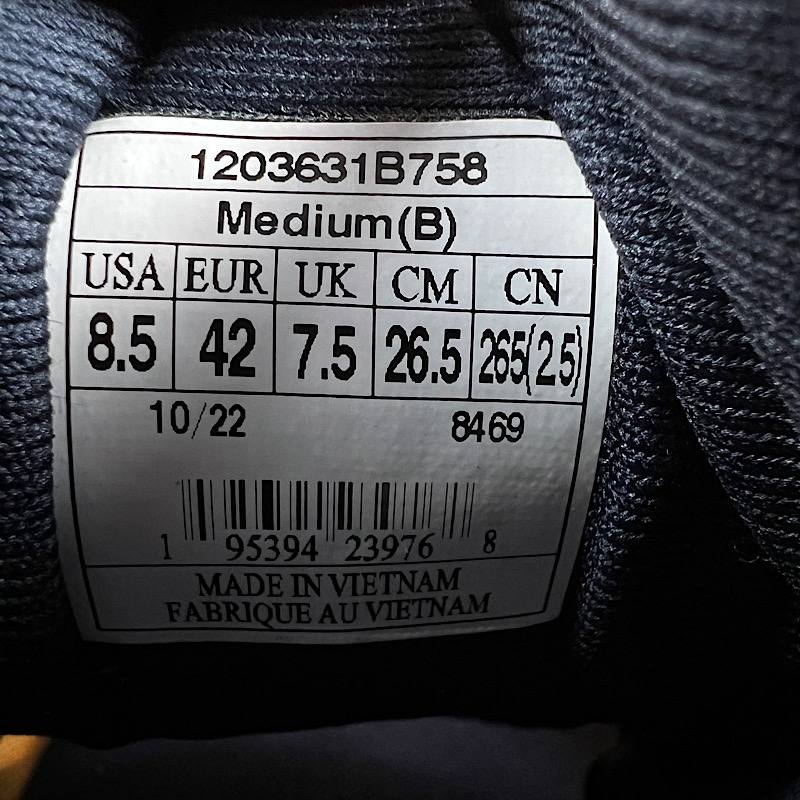 1203631B758
Medium(B)
USA EUR UK CM CN
8.5 42 7.5 26.5 265(2.5)
10/22 8469
1 95394 23976 8
MADE IN VIETNAM
FABRIQUE AU VIETNAM